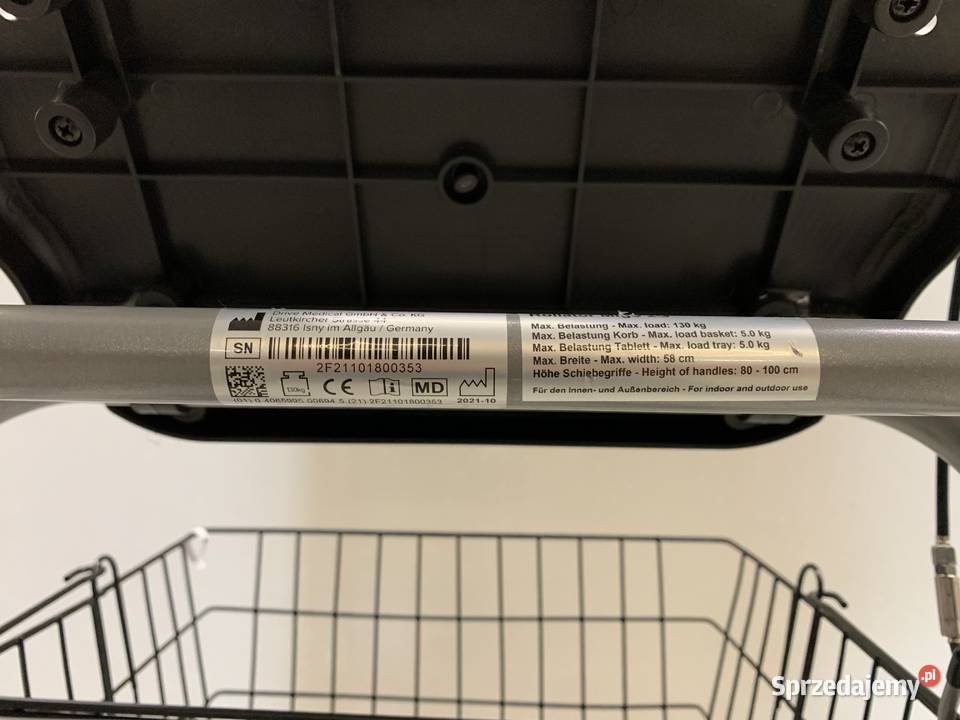 Drive Medical GmbH & Co. KG
Leutkircher Strasse 44
88316 Isny im Allgäu / Germany
SN
2F21101800353
130kg
CE
MD
2021-10
(21) 2F21101800353
Rollator
Max. Belastung - Max. load: 130 kg
Max. Belastung Korb - Max. load basket: 5.0 kg
Max. Belastung Tablett - Max. load tray: 5.0 kg
Max. Breite - Max. width: 58 cm
Höhe Schiebegriffe - Height of handles: 80 - 100 cm
Für den Innen- und Außenbereich - For indoor and outdoor use
Sprzedajemy.pl